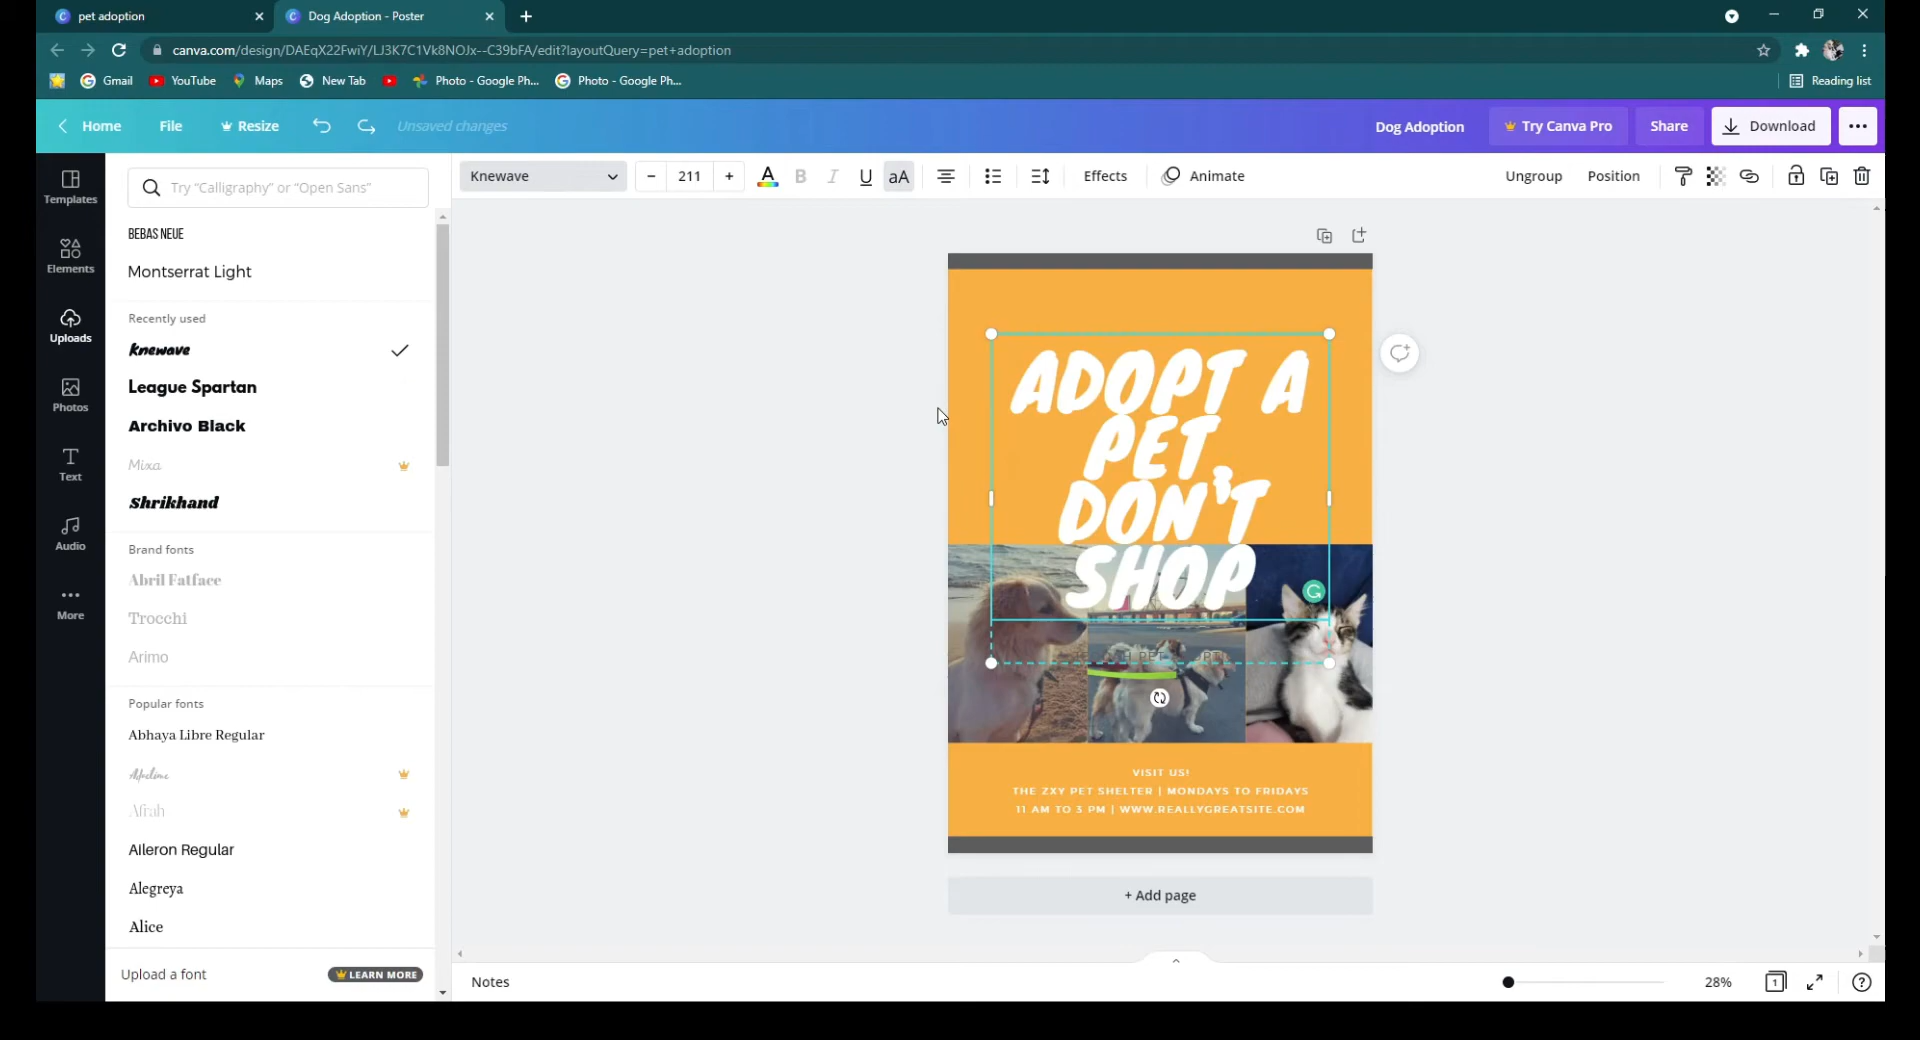 pet adoption
Dog Adoption - Poster
canva.com/design/DAEqX22FwiY/LJ3K7C1Vk8NOJx--C39bFA/edit?layoutQuery=pet+adoption
Gmail
YouTube
Maps
New Tab
Photo - Google Ph...
Photo - Google Ph...
Reading list
Home
File
Resize
Unsaved changes
Dog Adoption
Try Canva Pro
Share
Download
Templates
Elements
Uploads
Photos
Text
Audio
More
Try “Calligraphy” or “Open Sans”
BEBAS NEUE
Montserrat Light
Recently used
Knewave
League Spartan
Archivo Black
Mixa
Shrikhand
Brand fonts
Abril Fatface
Trocchi
Arimo
Popular fonts
Abhaya Libre Regular
Afrah
Aileron Regular
Alegreya
Alice
Upload a font
LEARN MORE
Knewave
211
A
B
I
U
aA
Effects
Animate
Ungroup
Position
ADOPT A
PET,
DON'T
SHOP
VISIT US!
THE ZXY PET SHELTER | MONDAYS TO FRIDAYS
11 AM TO 3 PM | WWW.REALLYGREATSITE.COM
+ Add page
Notes
28%
1